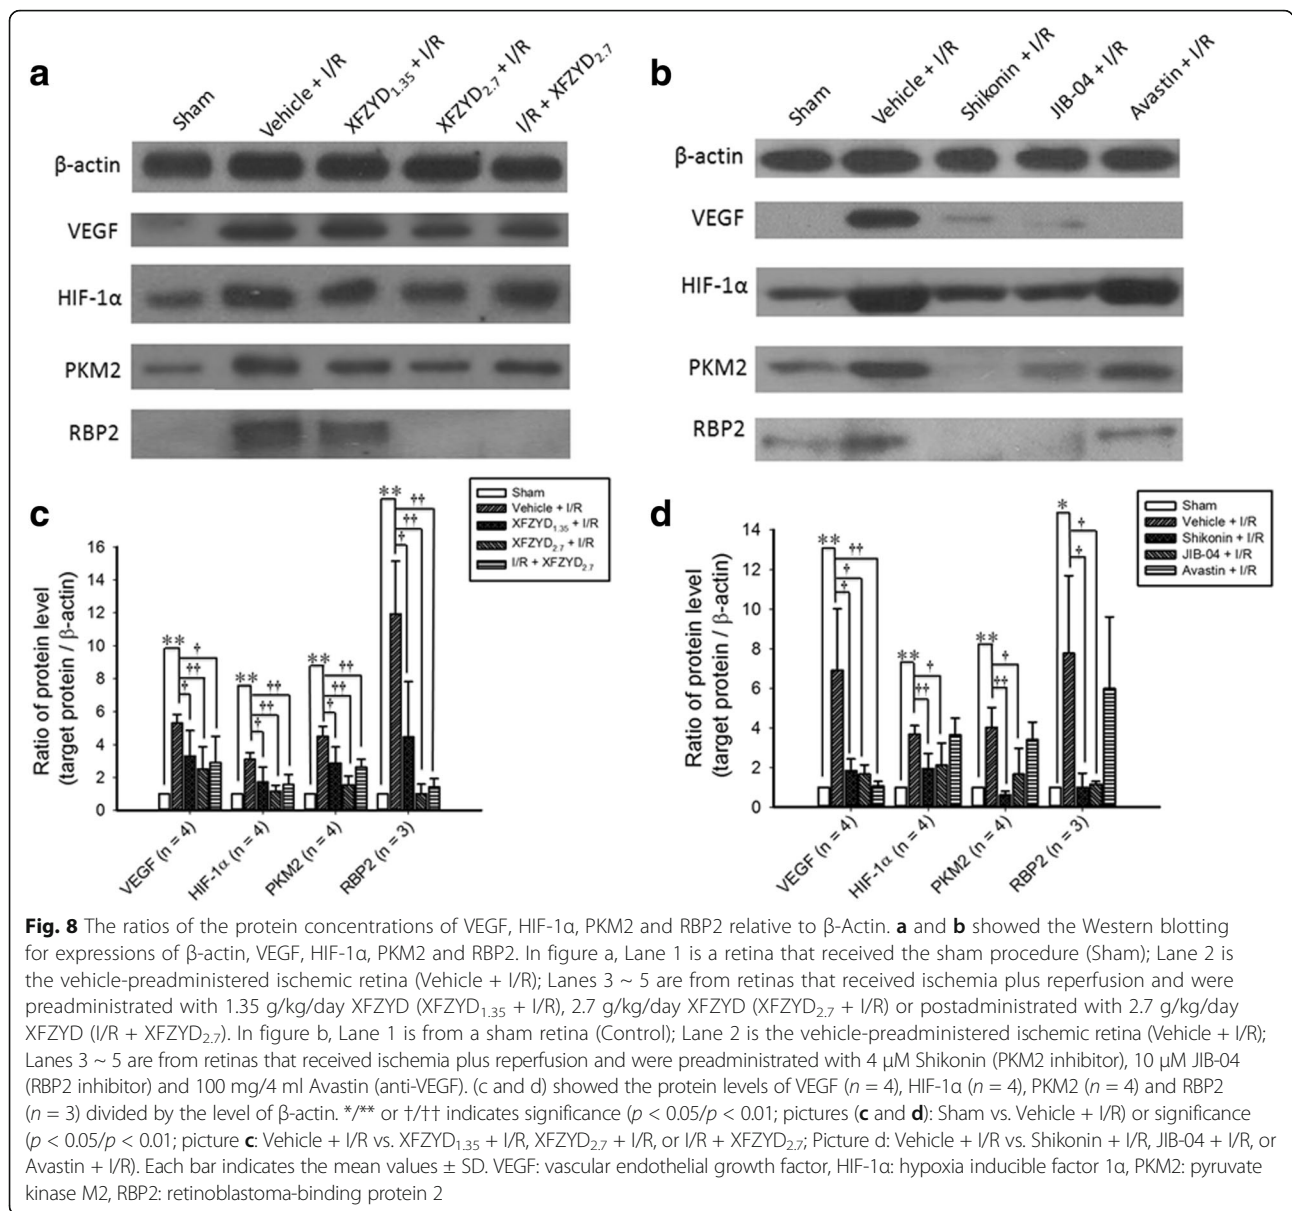 a
Sham
Vehicle + I/R
XFZYD1.35 + I/R
XFZYD2.7 + I/R
I/R + XFZYD2.7
β-actin
VEGF
HIF-1α
PKM2
RBP2
b
Sham
Vehicle + I/R
Shikonin + I/R
JIB-04 + I/R
Avastin + I/R
β-actin
VEGF
HIF-1α
PKM2
RBP2
c
Sham
Vehicle + I/R
XFZYD1.35 + I/R
XFZYD2.7 + I/R
I/R + XFZYD2.7
Ratio of protein level
(target protein / β-actin)
16
14
12
10
8
6
4
2
0
**
†
††
†
**
††
††
†
**
††
††
†
**
††
††
†
VEGF (n = 4)
HIF-1α (n = 4)
PKM2 (n = 4)
RBP2 (n = 3)
d
Sham
Vehicle + I/R
Shikonin + I/R
JIB-04 + I/R
Avastin + I/R
Ratio of protein level
(target protein / β-actin)
14
12
10
8
6
4
2
0
**
††
†
†
**
†
††
**
†
††
*
†
†
VEGF (n = 4)
HIF-1α (n = 4)
PKM2 (n = 4)
RBP2 (n = 3)
Fig. 8 The ratios of the protein concentrations of VEGF, HIF-1α, PKM2 and RBP2 relative to β-Actin. a and b showed the Western blotting
for expressions of β-actin, VEGF, HIF-1α, PKM2 and RBP2. In figure a, Lane 1 is a retina that received the sham procedure (Sham); Lane 2 is
the vehicle-preadministered ischemic retina (Vehicle + I/R); Lanes 3 ~ 5 are from retinas that received ischemia plus reperfusion and were
preadministrated with 1.35 g/kg/day XFZYD (XFZYD1.35 + I/R), 2.7 g/kg/day XFZYD (XFZYD2.7 + I/R) or postadministrated with 2.7 g/kg/day
XFZYD (I/R + XFZYD2.7). In figure b, Lane 1 is from a sham retina (Control); Lane 2 is the vehicle-preadministered ischemic retina (Vehicle + I/R);
Lanes 3 ~ 5 are from retinas that received ischemia plus reperfusion and were preadministrated with 4 μM Shikonin (PKM2 inhibitor), 10 μM JIB-04
(RBP2 inhibitor) and 100 mg/4 ml Avastin (anti-VEGF). (c and d) showed the protein levels of VEGF (n = 4), HIF-1α (n = 4), PKM2 (n = 4) and RBP2
(n = 3) divided by the level of β-actin. */** or †/†† indicates significance (p < 0.05/p < 0.01; pictures (c and d): Sham vs. Vehicle + I/R) or significance
(p < 0.05/p < 0.01; picture c: Vehicle + I/R vs. XFZYD1.35 + I/R, XFZYD2.7 + I/R, or I/R + XFZYD2.7; Picture d: Vehicle + I/R vs. Shikonin + I/R, JIB-04 + I/R, or
Avastin + I/R). Each bar indicates the mean values ± SD. VEGF: vascular endothelial growth factor, HIF-1α: hypoxia inducible factor 1α, PKM2: pyruvate
kinase M2, RBP2: retinoblastoma-binding protein 2